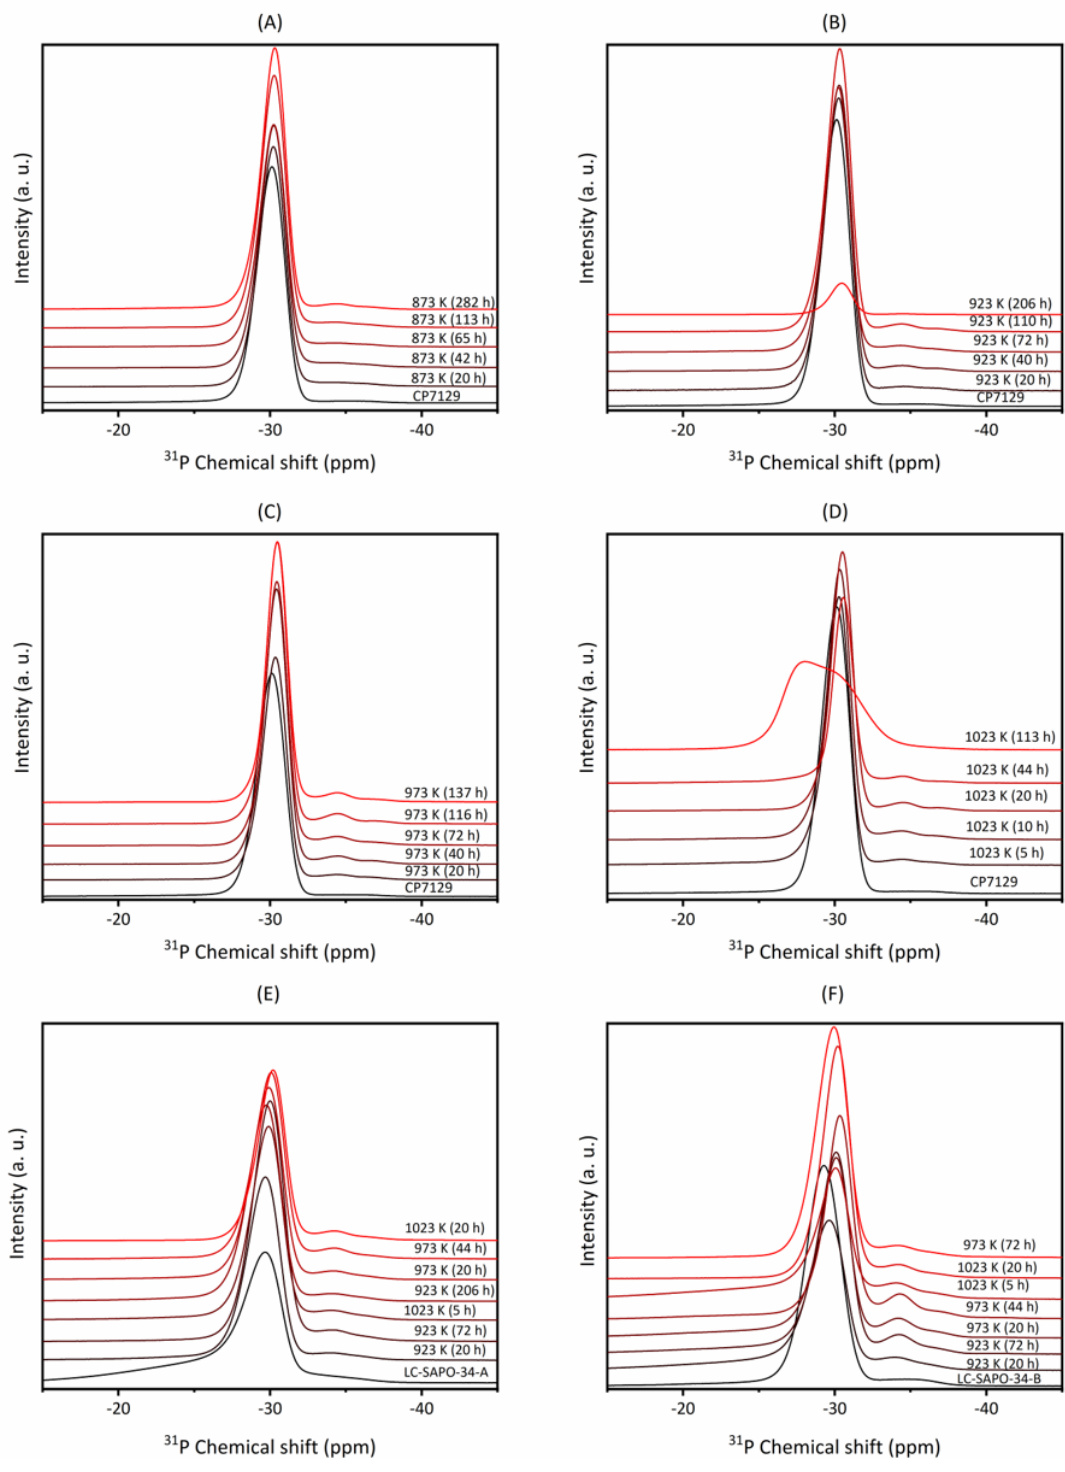 (A)
Intensity (a. u.)
873 K (282 h)
873 K (113 h)
873 K (65 h)
873 K (42 h)
873 K (20 h)
CP7129
-20
-30
-40
³¹P Chemical shift (ppm)
(B)
Intensity (a. u.)
923 K (206 h)
923 K (110 h)
923 K (72 h)
923 K (40 h)
923 K (20 h)
CP7129
-20
-30
-40
³¹P Chemical shift (ppm)
(C)
Intensity (a. u.)
973 K (137 h)
973 K (116 h)
973 K (72 h)
973 K (40 h)
973 K (20 h)
CP7129
-20
-30
-40
³¹P Chemical shift (ppm)
(D)
Intensity (a. u.)
1023 K (113 h)
1023 K (44 h)
1023 K (20 h)
1023 K (10 h)
1023 K (5 h)
CP7129
-20
-30
-40
³¹P Chemical shift (ppm)
(E)
Intensity (a. u.)
1023 K (20 h)
973 K (44 h)
973 K (20 h)
923 K (206 h)
1023 K (5 h)
923 K (72 h)
923 K (20 h)
LC-SAPO-34-A
-20
-30
-40
³¹P Chemical shift (ppm)
(F)
Intensity (a. u.)
973 K (72 h)
1023 K (20 h)
1023 K (5 h)
973 K (44 h)
973 K (20 h)
923 K (72 h)
923 K (20 h)
LC-SAPO-34-B
-20
-30
-40
³¹P Chemical shift (ppm)